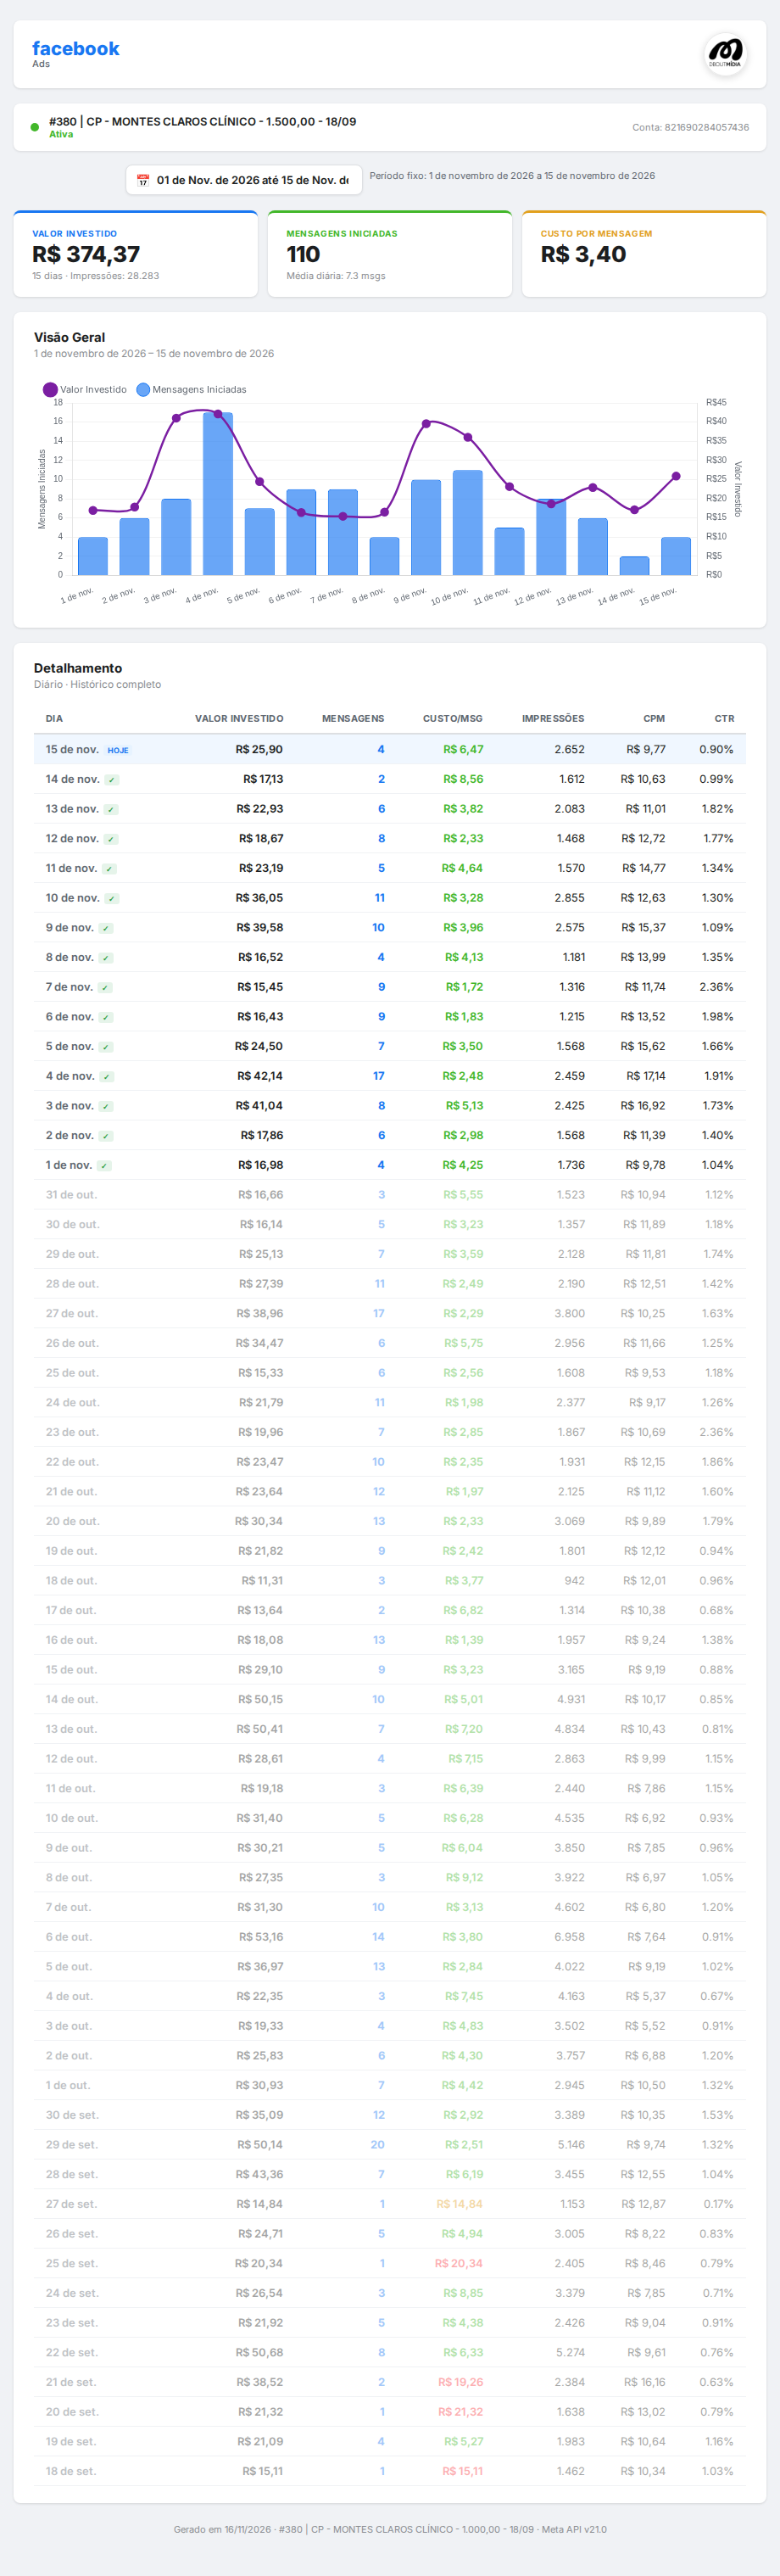 facebook
Ads
DBOUTMÍDIA
#380 | CP - MONTES CLAROS CLÍNICO - 1.500,00 - 18/09
Ativa
Conta: 821690284057436
01 de Nov. de 2026 até 15 de Nov. de
Período fixo: 1 de novembro de 2026 a 15 de novembro de 2026
VALOR INVESTIDO
R$ 374,37
15 dias · Impressões: 28.283
MENSAGENS INICIADAS
110
Média diária: 7.3 msgs
CUSTO POR MENSAGEM
R$ 3,40
Visão Geral
1 de novembro de 2026 – 15 de novembro de 2026
Valor Investido Mensagens Iniciadas
Mensagens Iniciadas
18
16
14
12
10
8
6
4
2
0
R$45
R$40
R$35
R$30
R$25
R$20
R$15
R$10
R$5
R$0
Valor Investido
1 de nov. 2 de nov. 3 de nov. 4 de nov. 5 de nov. 6 de nov. 7 de nov. 8 de nov. 9 de nov. 10 de nov. 11 de nov. 12 de nov. 13 de nov. 14 de nov. 15 de nov.
Detalhamento
Diário · Histórico completo
DIA VALOR INVESTIDO MENSAGENS CUSTO/MSG IMPRESSÕES CPM CTR
15 de nov. HOJE R$ 25,90 4 R$ 6,47 2.652 R$ 9,77 0.90%
14 de nov. ✓ R$ 17,13 2 R$ 8,56 1.612 R$ 10,63 0.99%
13 de nov. ✓ R$ 22,93 6 R$ 3,82 2.083 R$ 11,01 1.82%
12 de nov. ✓ R$ 18,67 8 R$ 2,33 1.468 R$ 12,72 1.77%
11 de nov. ✓ R$ 23,19 5 R$ 4,64 1.570 R$ 14,77 1.34%
10 de nov. ✓ R$ 36,05 11 R$ 3,28 2.855 R$ 12,63 1.30%
9 de nov. ✓ R$ 39,58 10 R$ 3,96 2.575 R$ 15,37 1.09%
8 de nov. ✓ R$ 16,52 4 R$ 4,13 1.181 R$ 13,99 1.35%
7 de nov. ✓ R$ 15,45 9 R$ 1,72 1.316 R$ 11,74 2.36%
6 de nov. ✓ R$ 16,43 9 R$ 1,83 1.215 R$ 13,52 1.98%
5 de nov. ✓ R$ 24,50 7 R$ 3,50 1.568 R$ 15,62 1.66%
4 de nov. ✓ R$ 42,14 17 R$ 2,48 2.459 R$ 17,14 1.91%
3 de nov. ✓ R$ 41,04 8 R$ 5,13 2.425 R$ 16,92 1.73%
2 de nov. ✓ R$ 17,86 6 R$ 2,98 1.568 R$ 11,39 1.40%
1 de nov. ✓ R$ 16,98 4 R$ 4,25 1.736 R$ 9,78 1.04%
31 de out. R$ 16,66 3 R$ 5,55 1.523 R$ 10,94 1.12%
30 de out. R$ 16,14 5 R$ 3,23 1.357 R$ 11,89 1.18%
29 de out. R$ 25,13 7 R$ 3,59 2.128 R$ 11,81 1.74%
28 de out. R$ 27,39 11 R$ 2,49 2.190 R$ 12,51 1.42%
27 de out. R$ 38,96 17 R$ 2,29 3.800 R$ 10,25 1.63%
26 de out. R$ 34,47 6 R$ 5,75 2.956 R$ 11,66 1.25%
25 de out. R$ 15,33 6 R$ 2,56 1.608 R$ 9,53 1.18%
24 de out. R$ 21,79 11 R$ 1,98 2.377 R$ 9,17 1.26%
23 de out. R$ 19,96 7 R$ 2,85 1.867 R$ 10,69 2.36%
22 de out. R$ 23,47 10 R$ 2,35 1.931 R$ 12,15 1.86%
21 de out. R$ 23,64 12 R$ 1,97 2.125 R$ 11,12 1.60%
20 de out. R$ 30,34 13 R$ 2,33 3.069 R$ 9,89 1.79%
19 de out. R$ 21,82 9 R$ 2,42 1.801 R$ 12,12 0.94%
18 de out. R$ 11,31 3 R$ 3,77 942 R$ 12,01 0.96%
17 de out. R$ 13,64 2 R$ 6,82 1.314 R$ 10,38 0.68%
16 de out. R$ 18,08 13 R$ 1,39 1.957 R$ 9,24 1.38%
15 de out. R$ 29,10 9 R$ 3,23 3.165 R$ 9,19 0.88%
14 de out. R$ 50,15 10 R$ 5,01 4.931 R$ 10,17 0.85%
13 de out. R$ 50,41 7 R$ 7,20 4.834 R$ 10,43 0.81%
12 de out. R$ 28,61 4 R$ 7,15 2.863 R$ 9,99 1.15%
11 de out. R$ 19,18 3 R$ 6,39 2.440 R$ 7,86 1.15%
10 de out. R$ 31,40 5 R$ 6,28 4.535 R$ 6,92 0.93%
9 de out. R$ 30,21 5 R$ 6,04 3.850 R$ 7,85 0.96%
8 de out. R$ 27,35 3 R$ 9,12 3.922 R$ 6,97 1.05%
7 de out. R$ 31,30 10 R$ 3,13 4.602 R$ 6,80 1.20%
6 de out. R$ 53,16 14 R$ 3,80 6.958 R$ 7,64 0.91%
5 de out. R$ 36,97 13 R$ 2,84 4.022 R$ 9,19 1.02%
4 de out. R$ 22,35 3 R$ 7,45 4.163 R$ 5,37 0.67%
3 de out. R$ 19,33 4 R$ 4,83 3.502 R$ 5,52 0.91%
2 de out. R$ 25,83 6 R$ 4,30 3.757 R$ 6,88 1.20%
1 de out. R$ 30,93 7 R$ 4,42 2.945 R$ 10,50 1.32%
30 de set. R$ 35,09 12 R$ 2,92 3.389 R$ 10,35 1.53%
29 de set. R$ 50,14 20 R$ 2,51 5.146 R$ 9,74 1.32%
28 de set. R$ 43,36 7 R$ 6,19 3.455 R$ 12,55 1.04%
27 de set. R$ 14,84 1 R$ 14,84 1.153 R$ 12,87 0.17%
26 de set. R$ 24,71 5 R$ 4,94 3.005 R$ 8,22 0.83%
25 de set. R$ 20,34 1 R$ 20,34 2.405 R$ 8,46 0.79%
24 de set. R$ 26,54 3 R$ 8,85 3.379 R$ 7,85 0.71%
23 de set. R$ 21,92 5 R$ 4,38 2.426 R$ 9,04 0.91%
22 de set. R$ 50,68 8 R$ 6,33 5.274 R$ 9,61 0.76%
21 de set. R$ 38,52 2 R$ 19,26 2.384 R$ 16,16 0.63%
20 de set. R$ 21,32 1 R$ 21,32 1.638 R$ 13,02 0.79%
19 de set. R$ 21,09 4 R$ 5,27 1.983 R$ 10,64 1.16%
18 de set. R$ 15,11 1 R$ 15,11 1.462 R$ 10,34 1.03%
Gerado em 16/11/2026 · #380 | CP - MONTES CLAROS CLÍNICO - 1.000,00 - 18/09 · Meta API v21.0